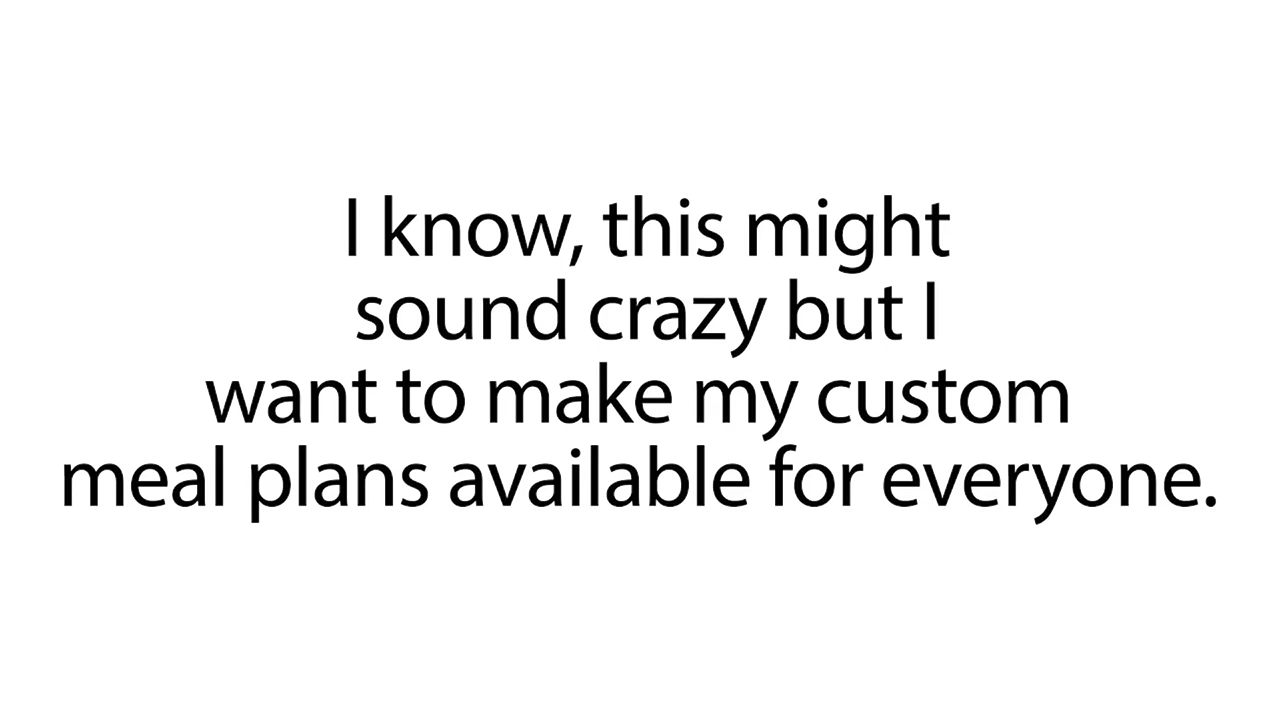 I know, this might
sound crazy but I
want to make my custom
meal plans available for everyone.